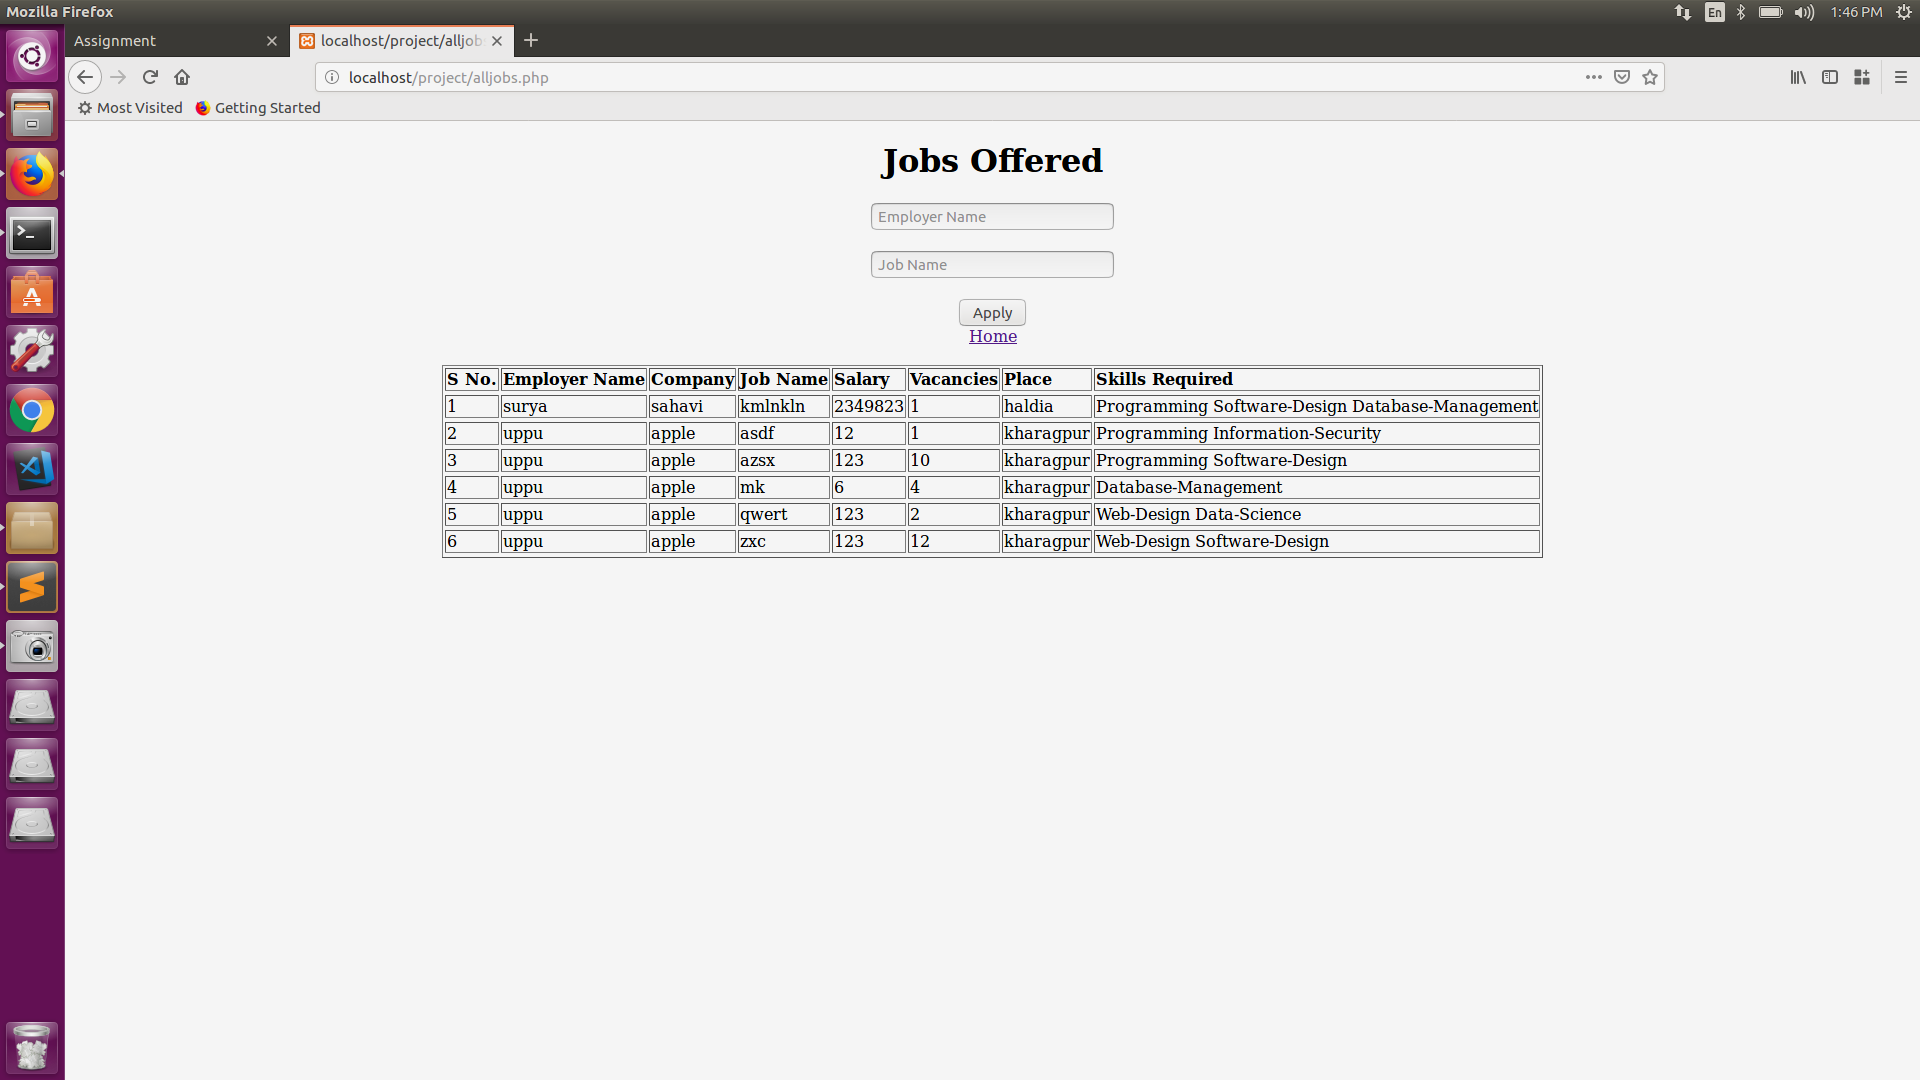 Mozilla Firefox
En
1:46 PM
Assignment
localhost/project/alljob
localhost/project/alljobs.php
Most Visited Getting Started
Jobs Offered
Employer Name
Job Name
Apply
Home
S No. Employer Name Company Job Name Salary Vacancies Place Skills Required
1 surya sahavi kmlnkln 2349823 1 haldia Programming Software-Design Database-Management
2 uppu apple asdf 12 1 kharagpur Programming Information-Security
3 uppu apple azsx 123 10 kharagpur Programming Software-Design
4 uppu apple mk 6 4 kharagpur Database-Management
5 uppu apple qwert 123 2 kharagpur Web-Design Data-Science
6 uppu apple zxc 123 12 kharagpur Web-Design Software-Design